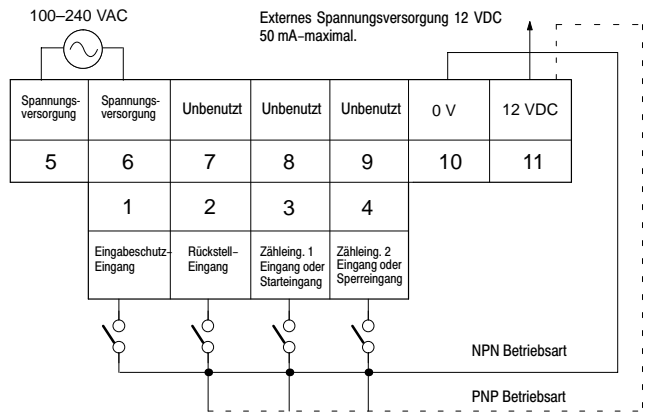 100–240 VAC
Externes Spannungsversorgung 12 VDC
50 mA–maximal.
Spannungs-
versorgung
Spannungs-
versorgung
Unbenutzt
Unbenutzt
Unbenutzt
0 V
12 VDC
5
6
7
8
9
10
11
1
2
3
4
Eingabeschutz–
Eingang
Rückstell–
Eingang
Zähleing. 1
Eingang oder
Starteingang
Zähleing. 2
Eingang oder
Sperreingang
NPN Betriebsart
PNP Betriebsart